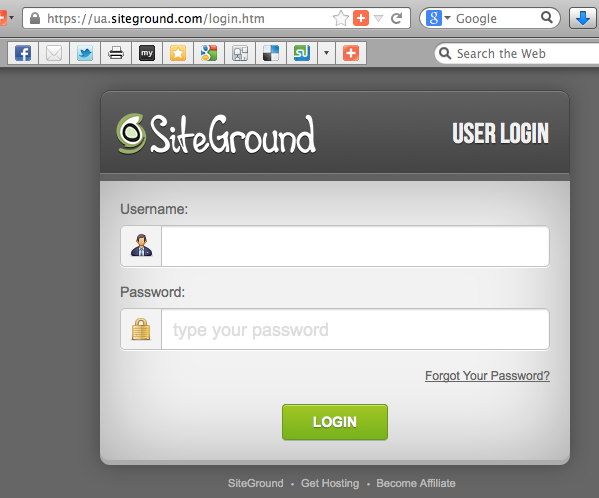 https://ua.siteground.com/login.htm
Google
my
Search the Web
SiteGround
USER LOGIN
Username:
Password:
type your password
Forgot Your Password?
LOGIN
SiteGround • Get Hosting • Become Affiliate